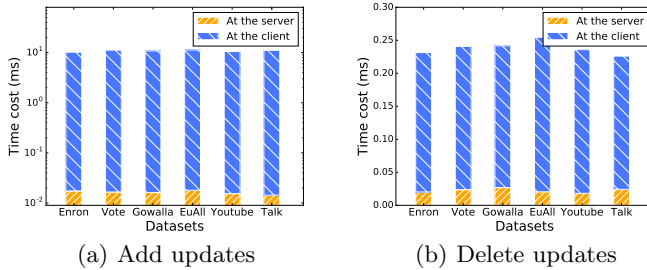 At the server
At the client
Time cost (ms)
10^1
10^0
10^-1
10^-2
Enron Vote Gowalla EuAll Youtube Talk
Datasets
(a) Add updates
At the server
At the client
Time cost (ms)
0.30
0.25
0.20
0.15
0.10
0.05
0.00
Enron Vote Gowalla EuAll Youtube Talk
Datasets
(b) Delete updates